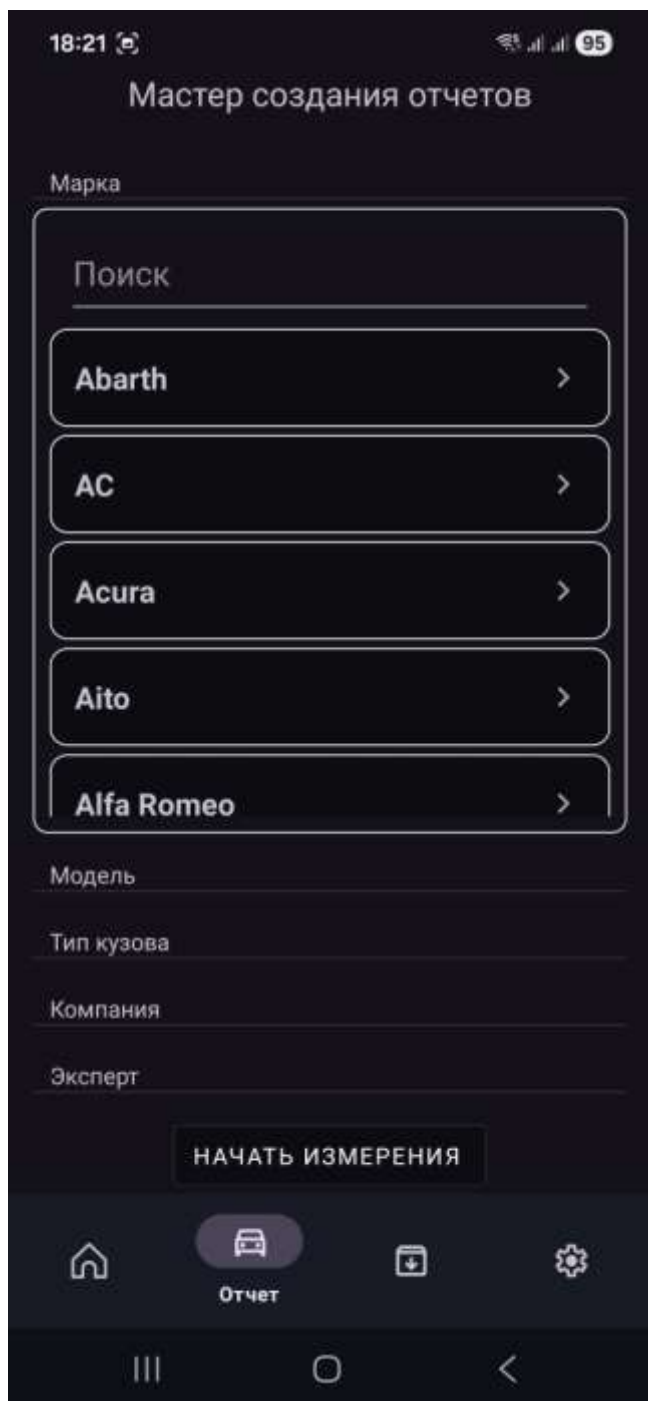 18:21
95
Мастер создания отчетов
Марка
Поиск
Abarth
AC
Acura
Aito
Alfa Romeo
Модель
Тип кузова
Компания
Эксперт
НАЧАТЬ ИЗМЕРЕНИЯ
Отчет